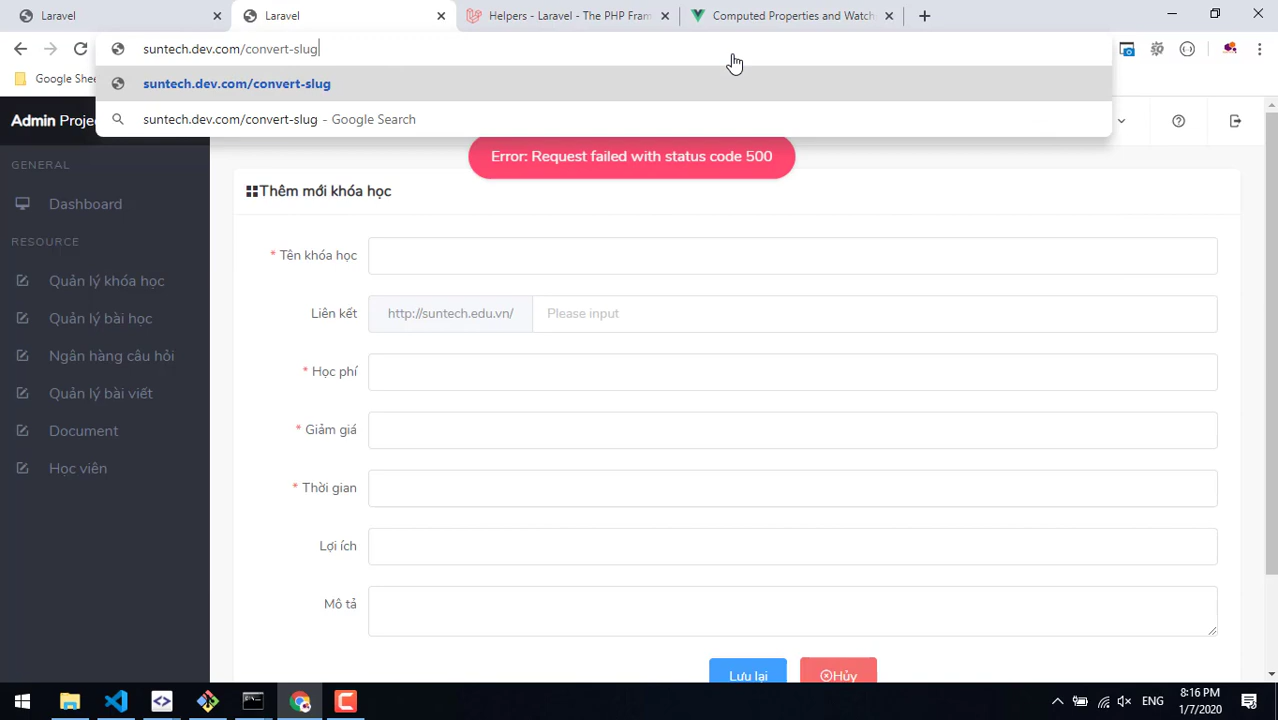 Laravel
Laravel
Helpers - Laravel - The PHP Fram
Computed Properties and Watch
suntech.dev.com/convert-slug
Google Shee
suntech.dev.com/convert-slug
suntech.dev.com/convert-slug - Google Search
Admin Projec
Error: Request failed with status code 500
GENERAL
Dashboard
RESOURCE
Quản lý khóa học
Quản lý bài học
Ngân hàng câu hỏi
Quản lý bài viết
Document
Học viên
Thêm mới khóa học
* Tên khóa học
Liên kết
http://suntech.edu.vn/
Please input
* Học phí
* Giảm giá
* Thời gian
Lợi ích
Mô tả
Lưu lại
Hủy
ENG
8:16 PM
1/7/2020